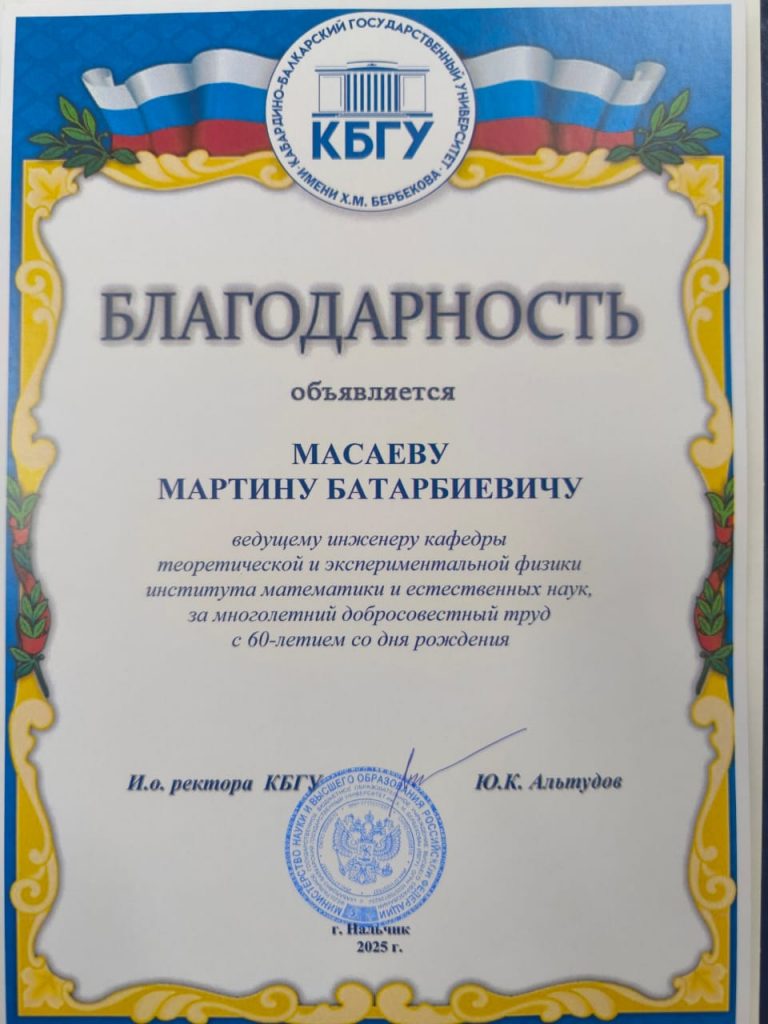 КАБАРДИНО-БАЛКАРСКИЙ ГОСУДАРСТВЕННЫЙ УНИВЕРСИТЕТ
ИМЕНИ Х.М. БЕРБЕКОВА
КБГУ
БЛАГОДАРНОСТЬ
объявляется
МАСАЕВУ
МАРТИНУ БАТАРБИЕВИЧУ
ведущему инженеру кафедры
теоретической и экспериментальной физики
института математики и естественных наук,
за многолетний добросовестный труд
с 60-летием со дня рождения
И.о. ректора КБГУ Ю.К. Альтудов
МИНИСТЕРСТВО НАУКИ И ВЫСШЕГО ОБРАЗОВАНИЯ РОССИЙСКОЙ ФЕДЕРАЦИИ
г. Нальчик
2025 г.